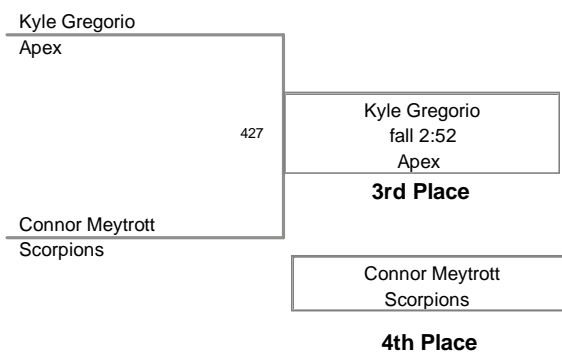 Kyle Gregorio
Apex
427
Kyle Gregorio
fall 2:52
Apex
3rd Place
Connor Meytrott
Scorpions
Connor Meytrott
Scorpions
4th Place